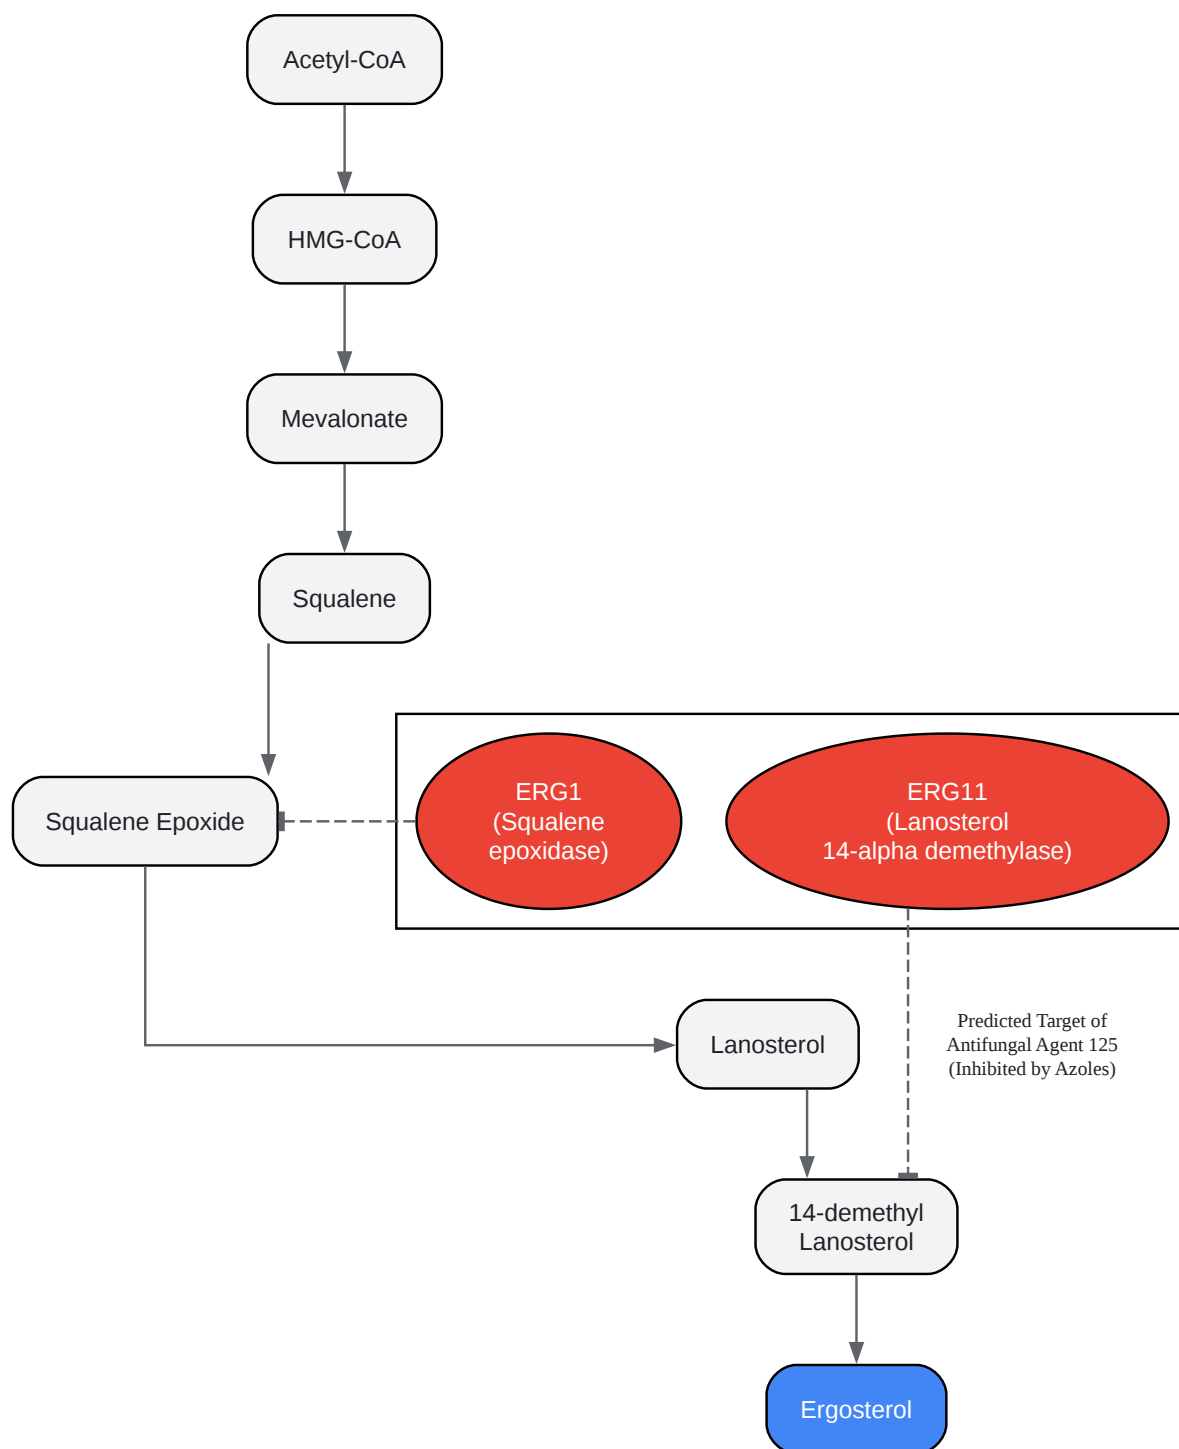 Acetyl-CoA
HMG-CoA
Mevalonate
Squalene
Squalene Epoxide
ERG1
(Squalene
epoxidase)
ERG11
(Lanosterol
14-alpha demethylase)
Lanosterol
Predicted Target of
Antifungal Agent 125
(Inhibited by Azoles)
14-demethyl
Lanosterol
Ergosterol